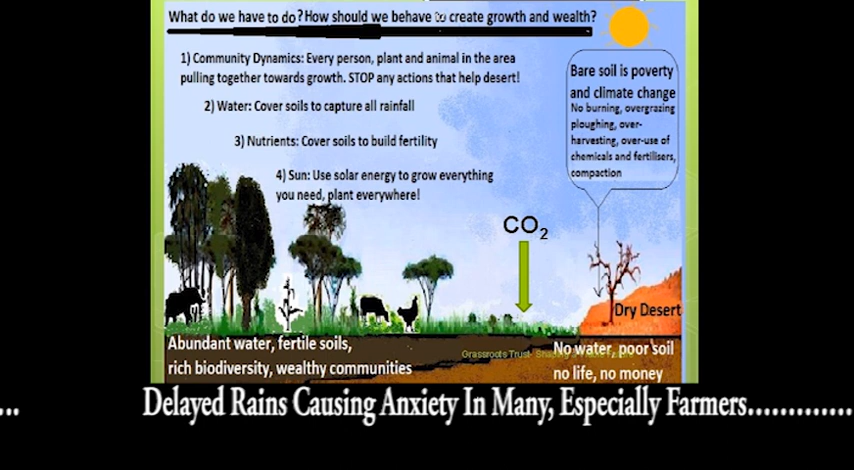 What do we have to do? How should we behave to create growth and wealth?
1) Community Dynamics: Every person, plant and animal in the area
pulling together towards growth. STOP any actions that help desert!
2) Water: Cover soils to capture all rainfall
3) Nutrients: Cover soils to build fertility
4) Sun: Use solar energy to grow everything
you need, plant everywhere!
Bare soil is poverty
and climate change
No burning, overgrazing
ploughing, over-
harvesting, over-use of
chemicals and fertilisers,
compaction
CO2
Dry Desert
Abundant water, fertile soils,
rich biodiversity, wealthy communities
Grassroots Trust-
No water, poor soil
no life, no money
... Delayed Rains Causing Anxiety In Many, Especially Farmers.............